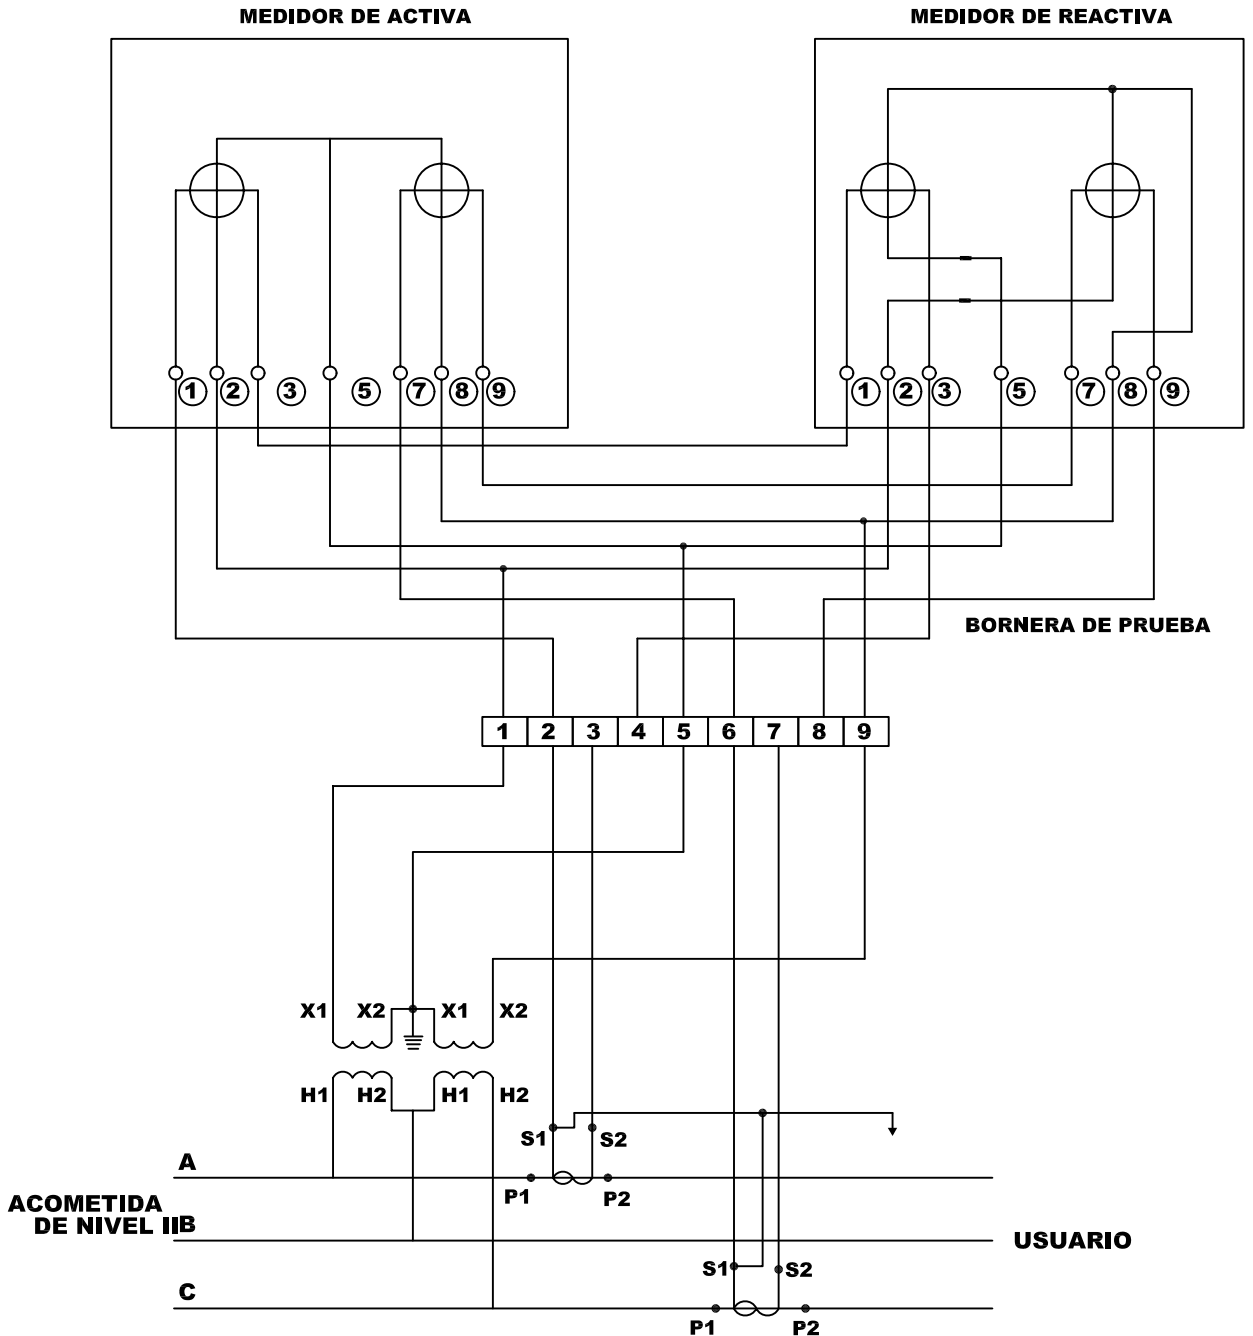 MEDIDOR DE ACTIVA
MEDIDOR DE REACTIVA
1 2 3 5 7 8 9
1 2 3 5 7 8 9
BORNERA DE PRUEBA
1 2 3 4 5 6 7 8 9
X1 X2 X1 X2
H1 H2 H1 H2
S1 S2
A
P1 P2
ACOMETIDA
DE NIVEL II
B
USUARIO
S1 S2
C
P1 P2